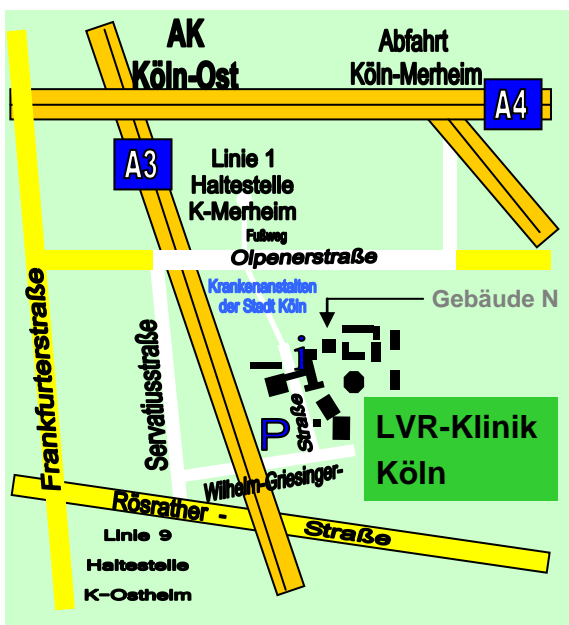 AK
Köln-Ost
Abfahrt
Köln-Merheim
A4
A3
Linie 1
Haltestelle
K-Merheim
Fußweg
Olpenerstraße
Krankenanstalten
der Stadt Köln
Gebäude N
Frankfurterstraße
Servatiusstraße
i
P
Straße
Wilhelm-Griesinger-
LVR-Klinik
Köln
Rösrather -
Straße
Linie 9
Haltestelle
K-Ostheim